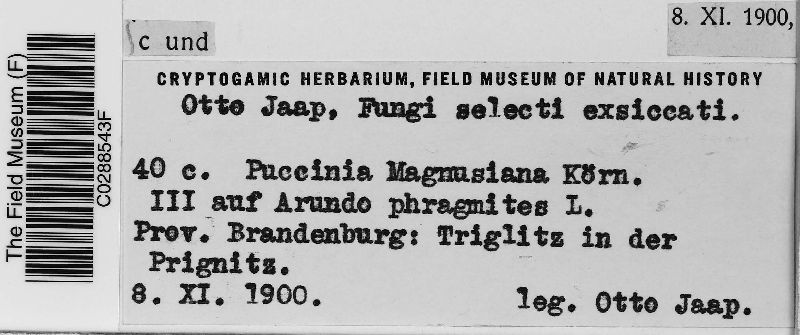 8. XI. 1900,
c und
CRYPTOGAMIC HERBARIUM, FIELD MUSEUM OF NATURAL HISTORY
Otto Jaap, Fungi selecti exsiccati.
40 c. Puccinia Magnusiana Körn.
III auf Arundo phragmites L.
Prov. Brandenburg: Triglitz in der
Prignitz.
8. XI. 1900.
leg. Otto Jaap.
The Field Museum (F)
C0288543F